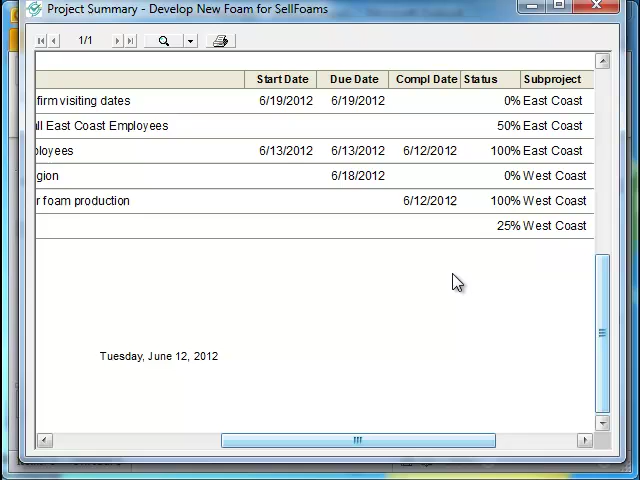 Project Summary - Develop New Foam for SellFoams
1/1
Start Date Due Date Compl Date Status Subproject
firm visiting dates 6/19/2012 6/19/2012 0% East Coast
all East Coast Employees 50% East Coast
ployees 6/13/2012 6/13/2012 6/12/2012 100% East Coast
gion 6/18/2012 0% West Coast
r foam production 6/12/2012 100% West Coast
25% West Coast
Tuesday, June 12, 2012